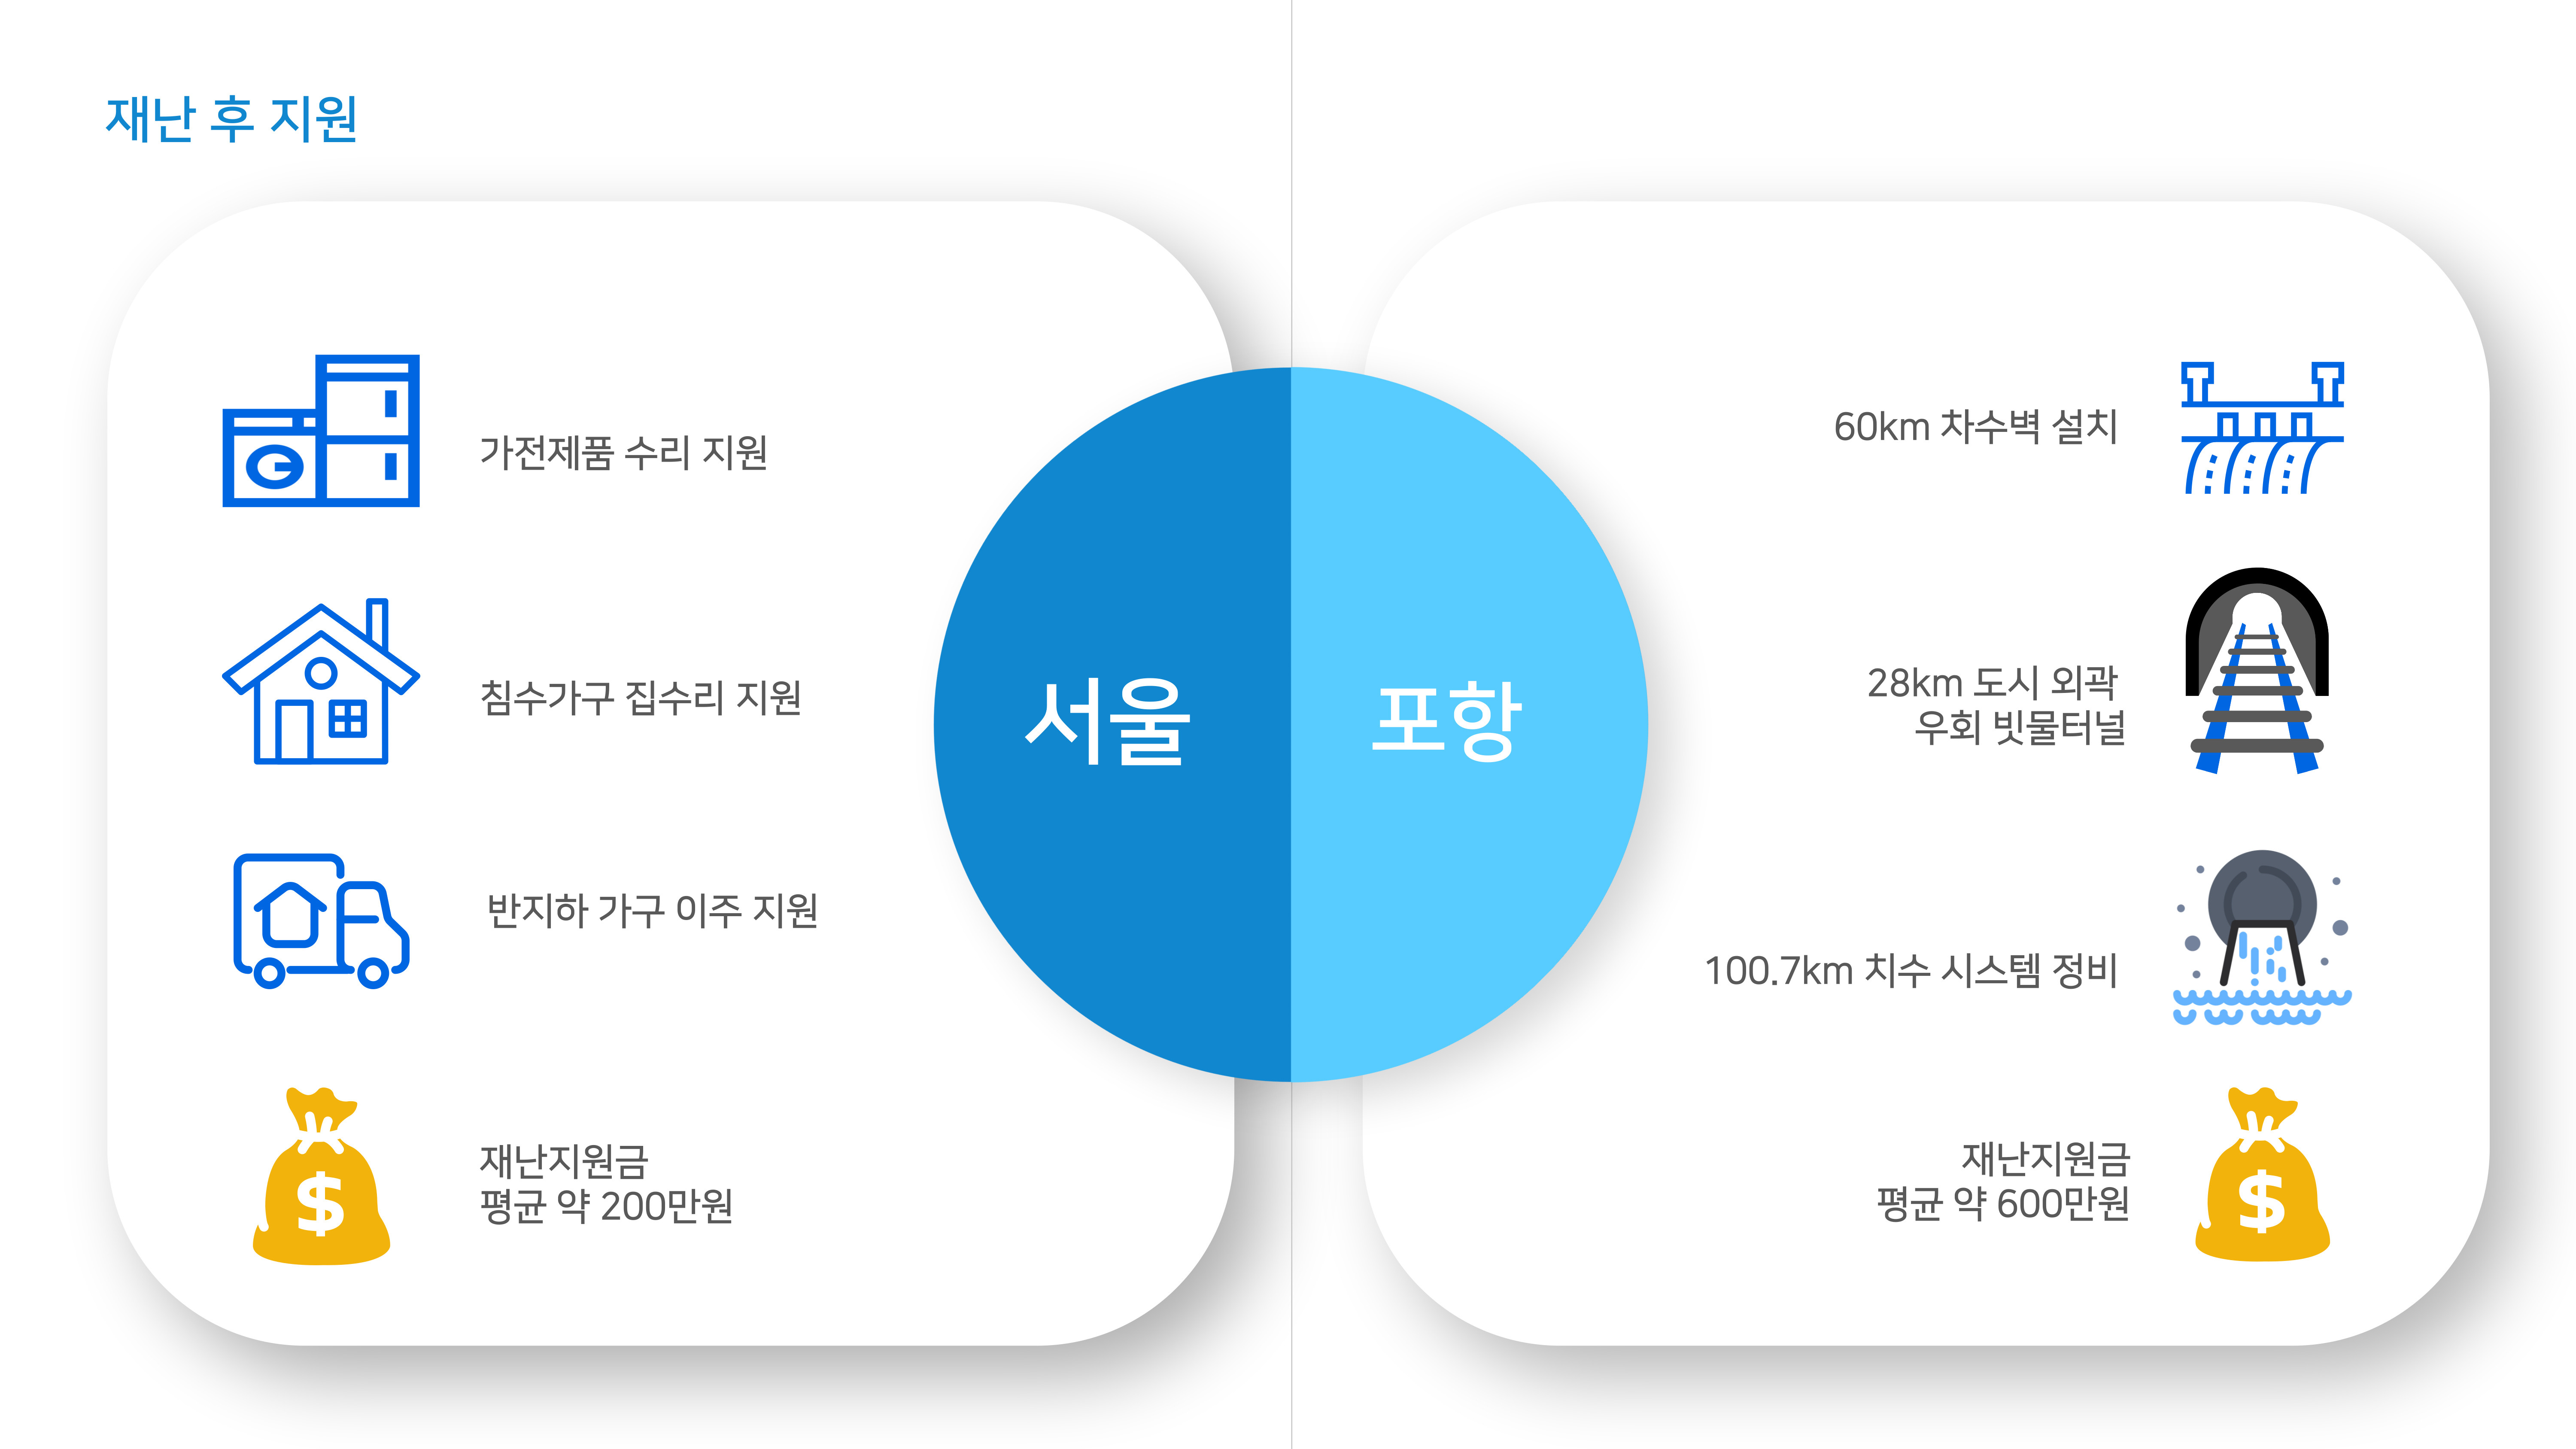 재난 후 지원
가전제품 수리 지원
침수가구 집수리 지원
반지하 가구 이주 지원
재난지원금
평균 약 200만원
서울
포항
60km 차수벽 설치
28km 도시 외곽
우회 빗물터널
100.7km 치수 시스템 정비
재난지원금
평균 약 600만원
$
$